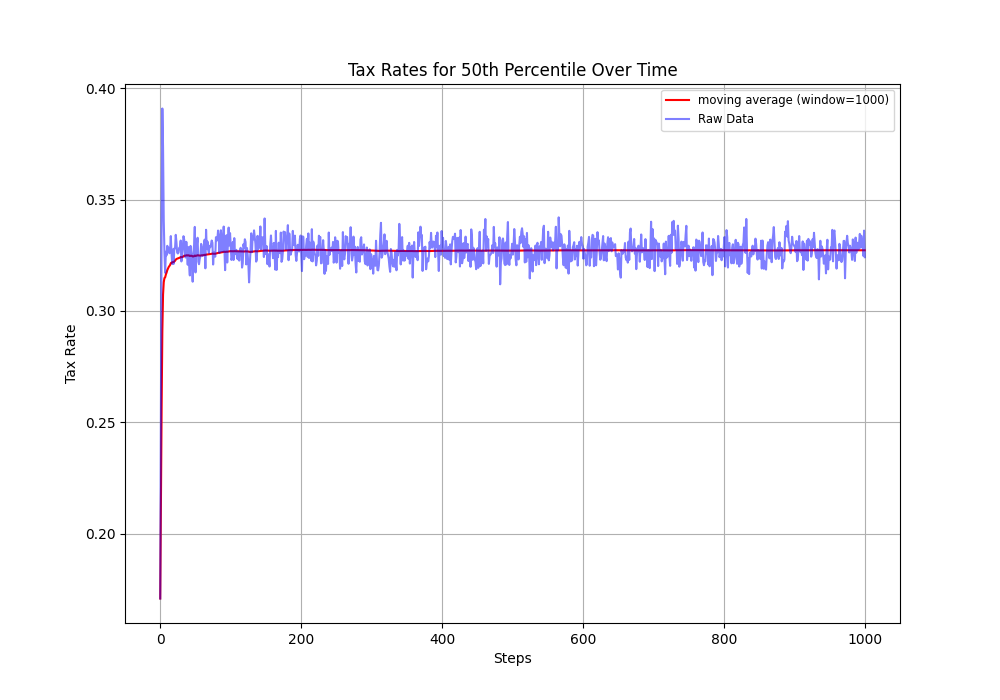 Tax Rates for 50th Percentile Over Time
0.40
moving average (window=1000)
Raw Data
0.35
0.30
0.25
0.20
Tax Rate
0
200
400
600
800
1000
Steps